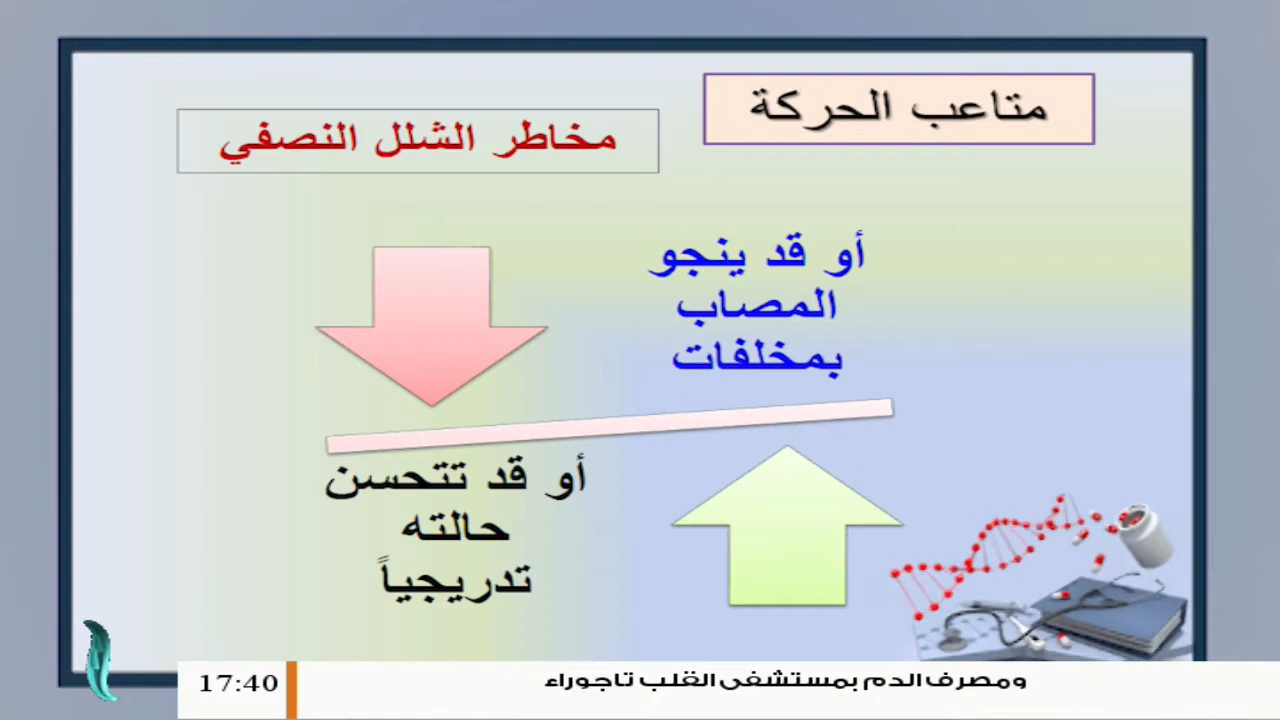 متاعب الحركة
مخاطر الشلل النصفي
أو قد ينجو
المصاب
بمخلفات
أو قد تتحسن
حالته
تدريجياً
ومصرف الدم بمستشفى القلب تاجوراء
17:40